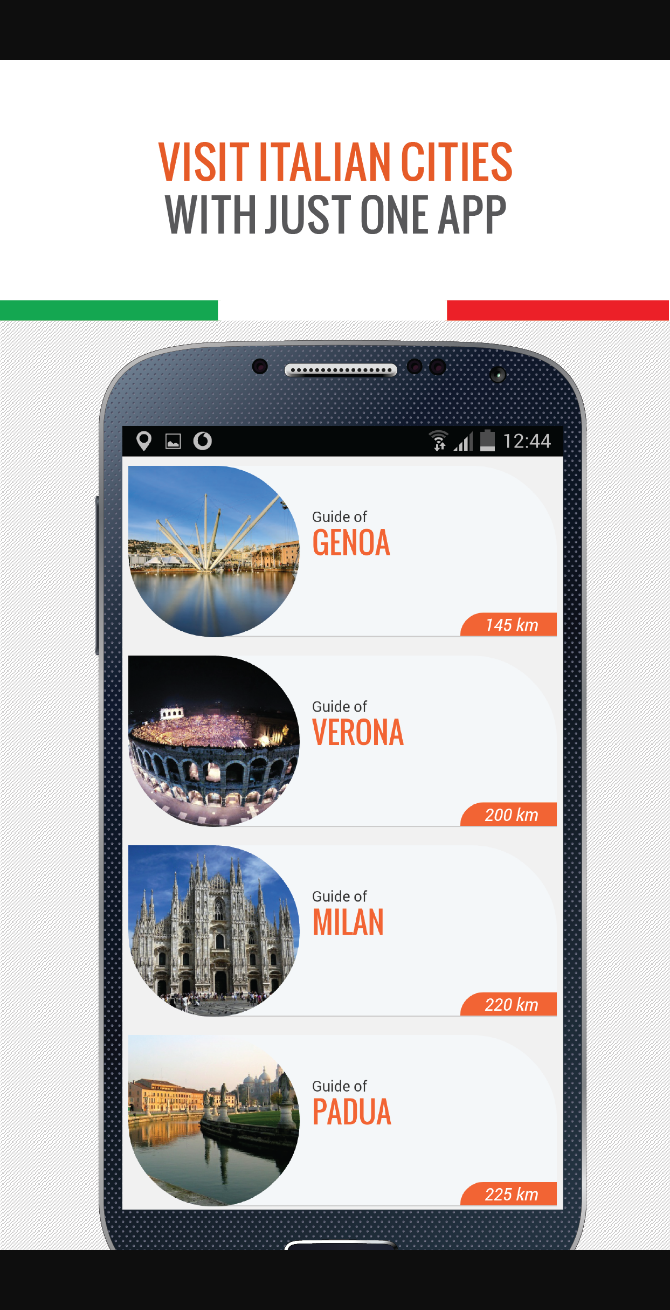 VISIT ITALIAN CITIES
WITH JUST ONE APP
12:44
Guide of
GENOA
145 km
Guide of
VERONA
200 km
Guide of
MILAN
220 km
Guide of
PADUA
225 km